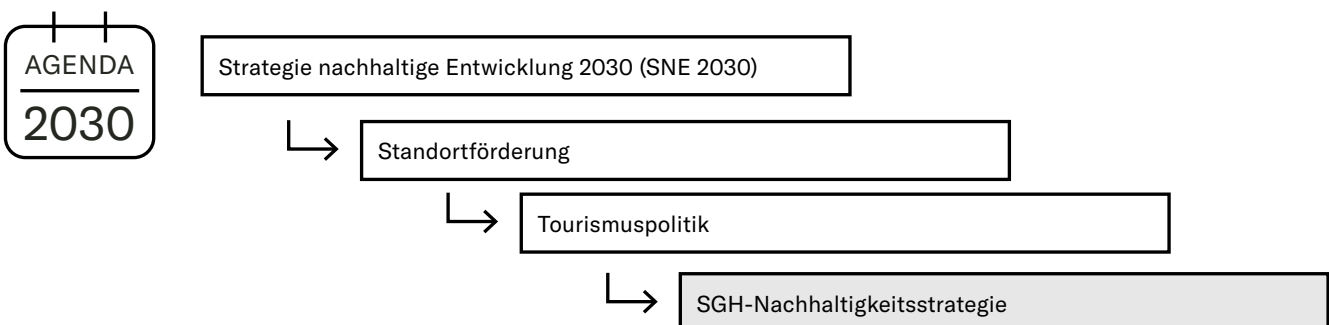 AGENDA
2030
Strategie nachhaltige Entwicklung 2030 (SNE 2030)
Standortförderung
Tourismuspolitik
SGH-Nachhaltigkeitsstrategie